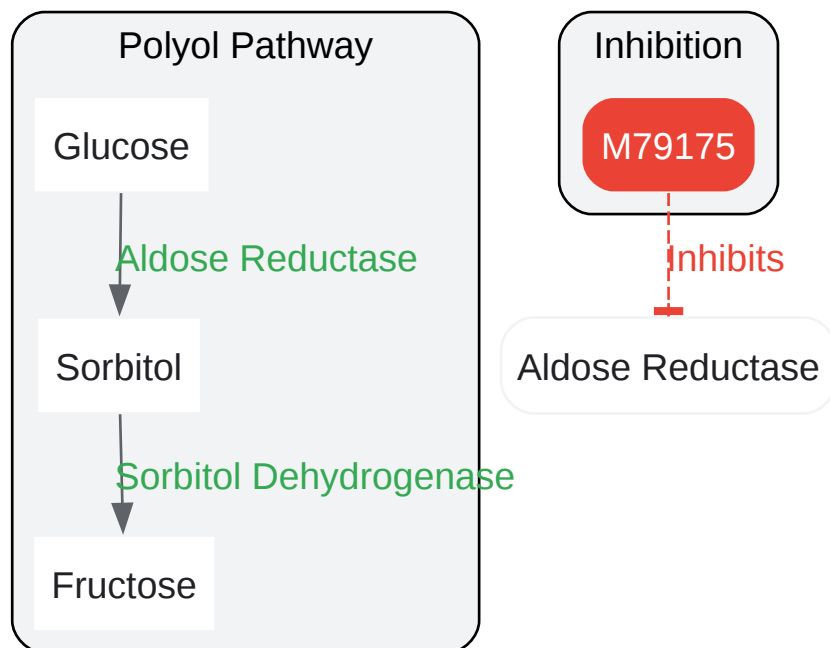 Polyol Pathway
Glucose
Aldose Reductase
Sorbitol
Sorbitol Dehydrogenase
Fructose
Inhibition
M79175
Inhibits
Aldose Reductase